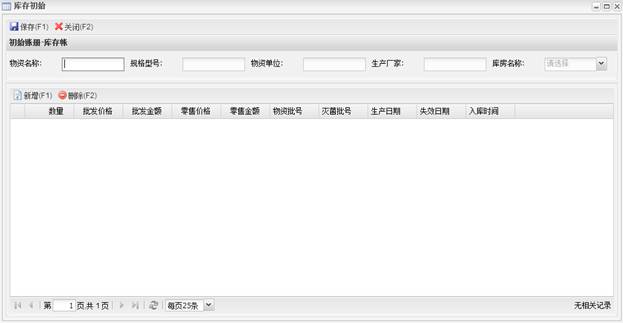 库存初始
保存(F1) 关闭(F2)
初始账册-库存帐
物资名称: 规格型号: 物资单位: 生产厂家: 库房名称: 请选择
新增(F1) 删除(F2)
数量 批发价格 批发金额 零售价格 零售金额 物资批号 灭菌批号 生产日期 失效日期 入库时间
第 1 页,共 1 页 每页25条 无相关记录